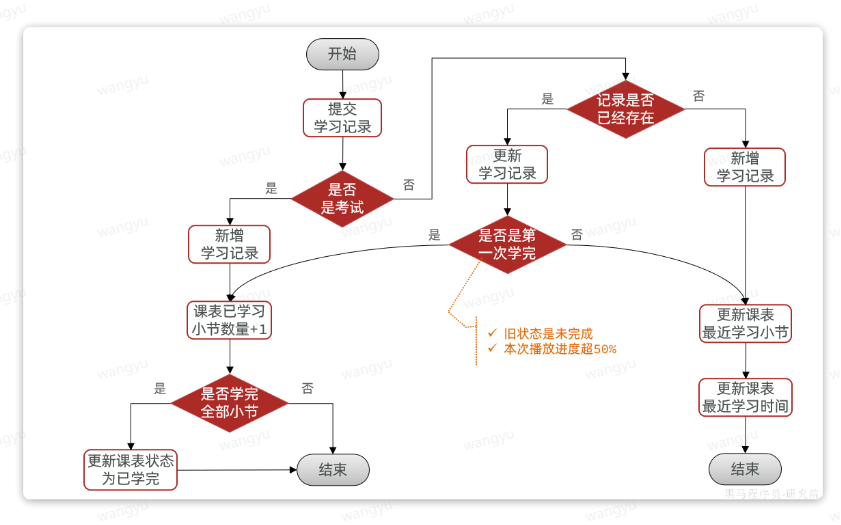 开始
提交
学习记录
是否
是考试
是
否
新增
学习记录
课表已学习
小节数量+1
是否学完
全部小节
是
否
更新课表状态
为已学完
结束
记录是否
已经存在
是
否
更新
学习记录
新增
学习记录
是否是第
一次学完
是
否
✓ 旧状态是未完成
✓ 本次播放进度超50%
更新课表
最近学习小节
更新课表
最近学习时间
结束
黑马程序员-研究院
wangyu